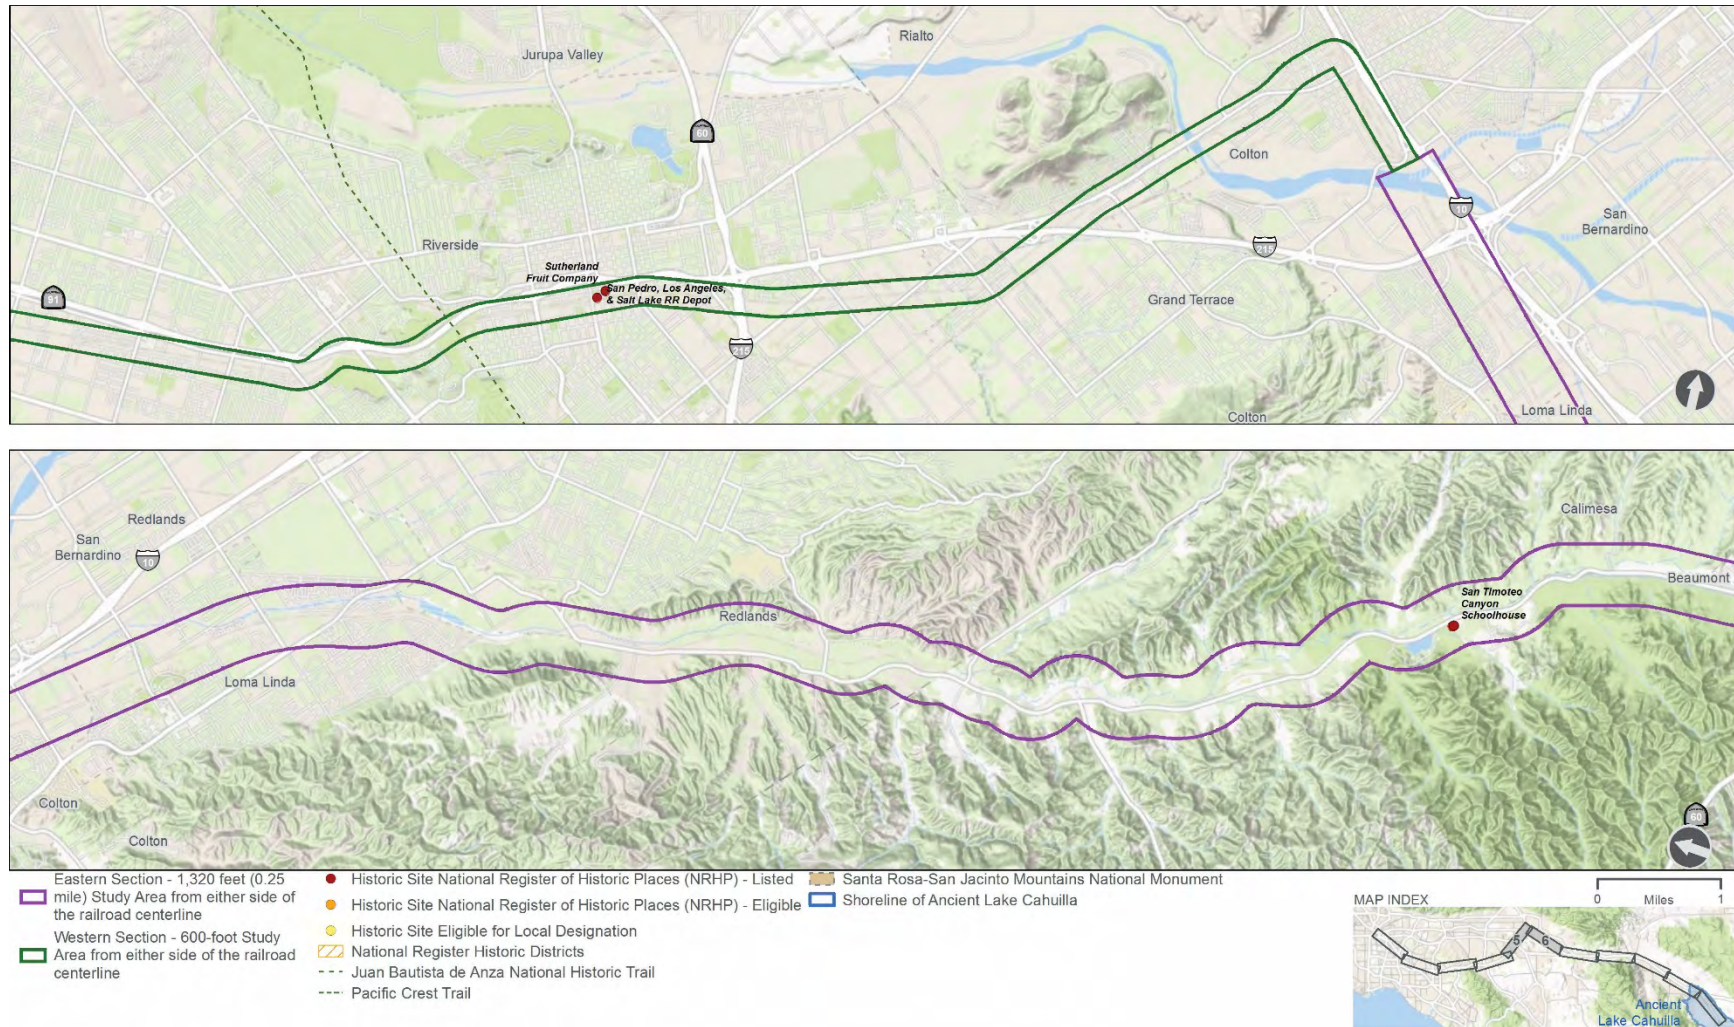 Jurupa Valley
Rialto
60
Colton
Riverside
Sutherland
Fruit Company
San Pedro, Los Angeles,
& Salt Lake RR Depot
91
215
10
San
Bernardino
Grand Terrace
215
Colton
Loma Linda
Redlands
San
Bernardino
10
Calimesa
Beaumont
San Timoteo
Canyon
Schoolhouse
Redlands
Loma Linda
Colton
Colton
60
Eastern Section - 1,320 feet (0.25
mile) Study Area from either side of
the railroad centerline
Western Section - 600-foot Study
Area from either side of the railroad
centerline
Historic Site National Register of Historic Places (NRHP) - Listed
Historic Site National Register of Historic Places (NRHP) - Eligible
Historic Site Eligible for Local Designation
National Register Historic Districts
Juan Bautista de Anza National Historic Trail
Pacific Crest Trail
Santa Rosa-San Jacinto Mountains National Monument
Shoreline of Ancient Lake Cahuilla
0 Miles 1
MAP INDEX
5
6
Ancient
Lake Cahuilla